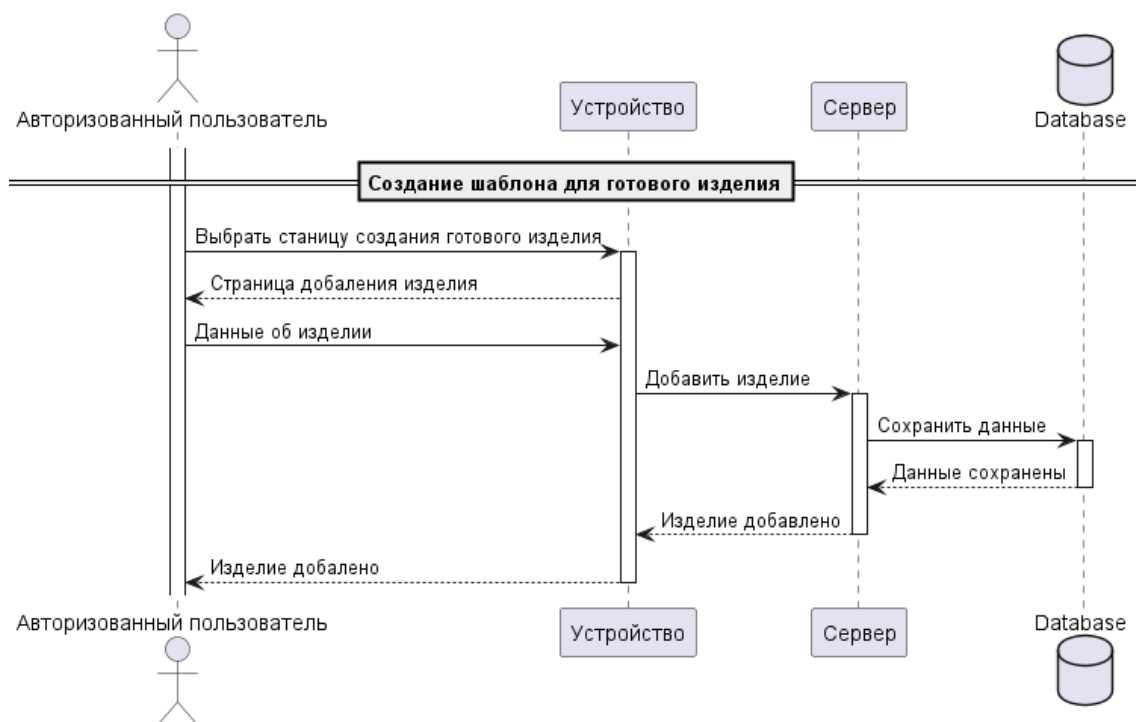 Авторизованный пользователь
Устройство
Сервер
Database
Создание шаблона для готового изделия
Выбрать станицу создания готового изделия
Страница добаления изделия
Данные об изделии
Добавить изделие
Сохранить данные
Данные сохранены
Изделие добавлено
Изделие добалено
Авторизованный пользователь
Устройство
Сервер
Database